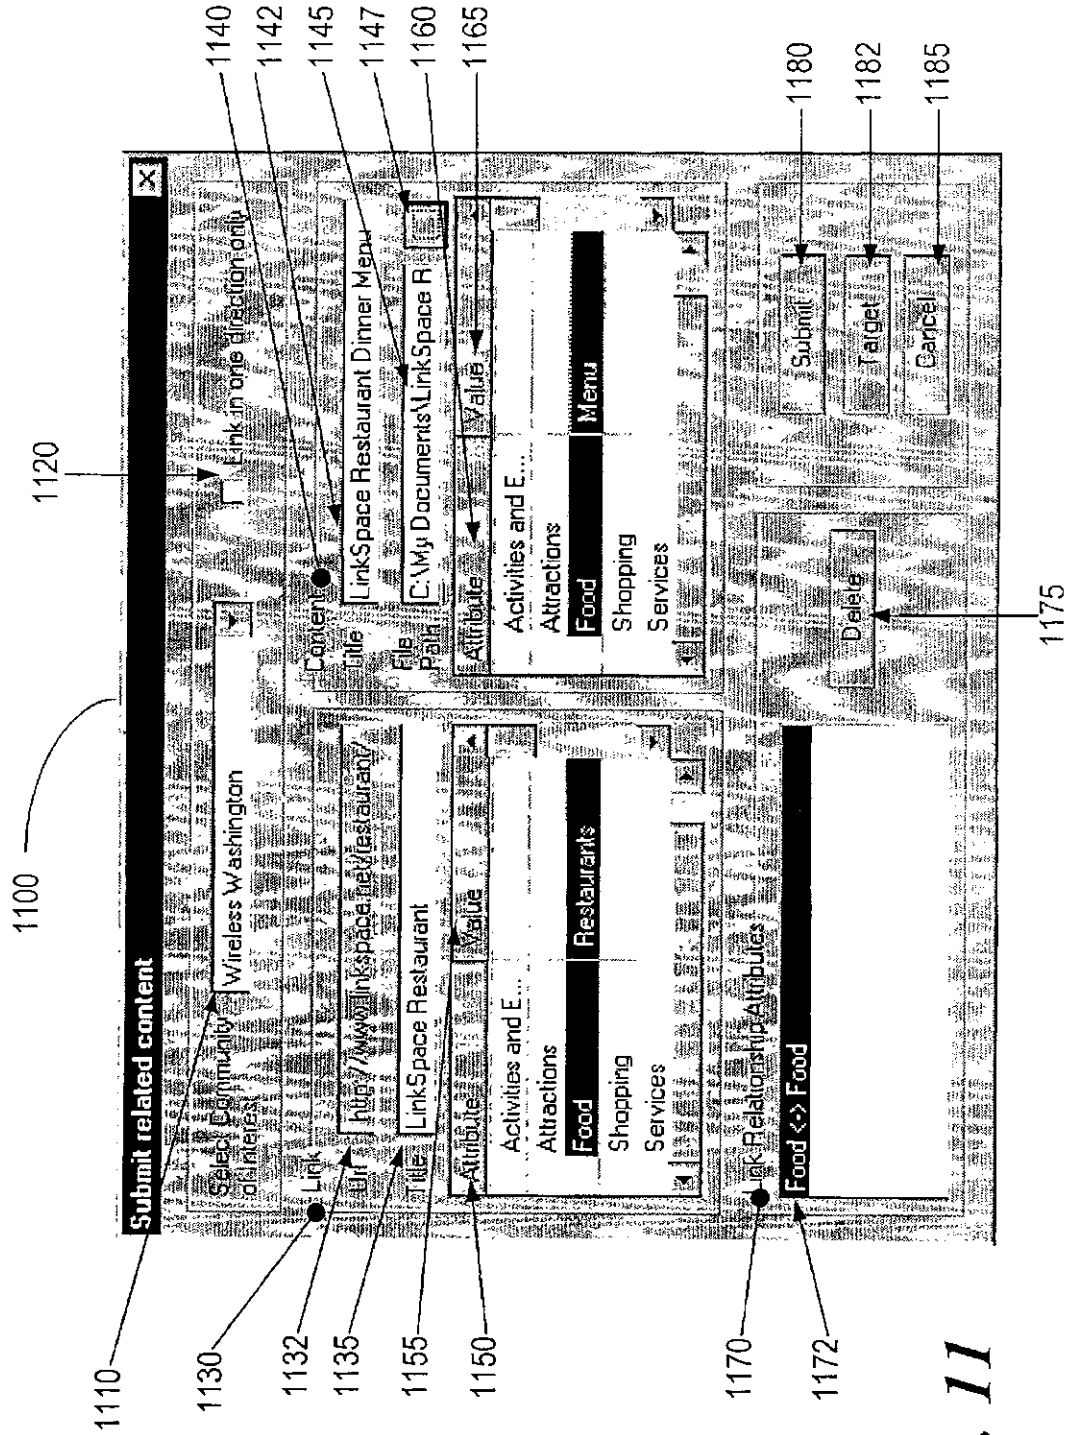 1100
1120
Submit related content
Select Community
of Interest
Wireless Washington
Link in one direction only
Link
Url
http://www.linkspace.net/restaurant/
Title
LinkSpace Restaurant
Attribute Value
Activities and E...
Attractions
Food Restaurants
Shopping
Services
Content
Title
LinkSpace Restaurant Dinner Menu
File
Path
C:\My Documents\LinkSpace R
Attribute Value
Activities and E...
Attractions
Food Menu
Shopping
Services
Link Relationship Attributes
Food <-> Food
Delete
Submit
Target
Cancel
1110
1130
1132
1135
1155
1150
1170
1172
1140
1142
1145
1147
1160
1165
1180
1182
1185
1175
11